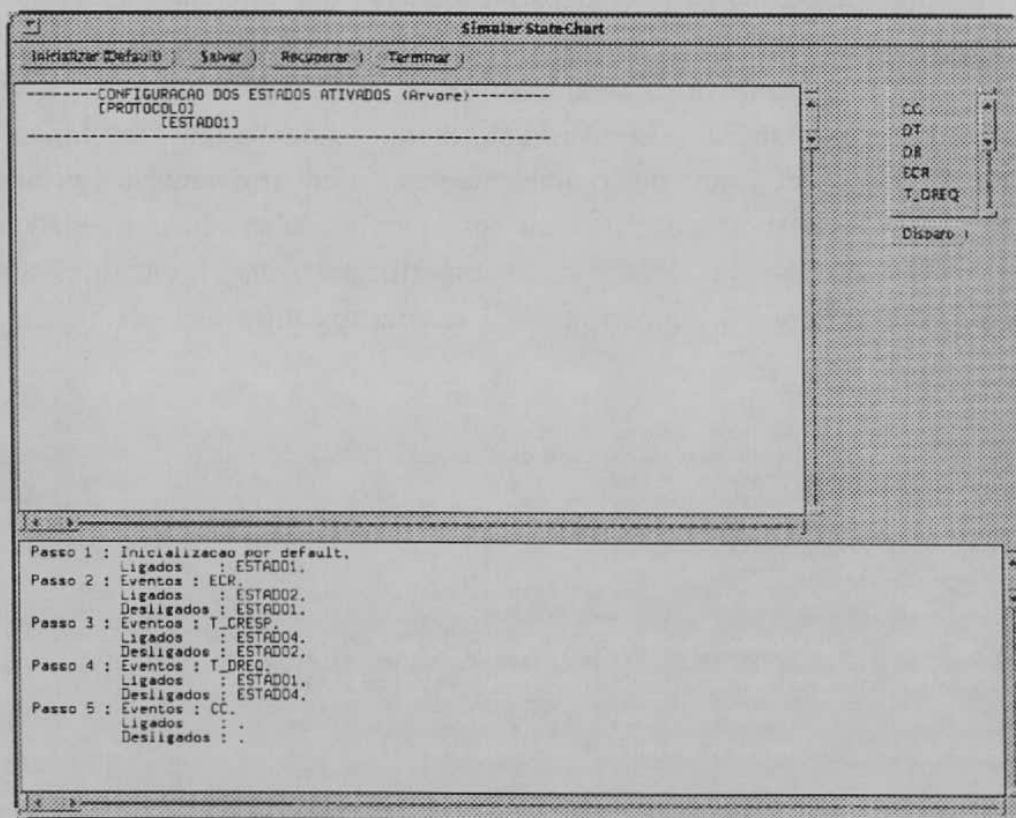 Simular StateChart
Inicializar (Default) Salvar Recuperar Terminar
--------CONFIGURACAO DOS ESTADOS ATIVADOS (Arvore)---------
[PROTOCOLO]
[ESTADO1]
CC
DT
DR
ECR
T_DREQ
Disparo
Passo 1 : Inicializacao por default.
Ligados : ESTADO1.
Passo 2 : Eventos : ECR.
Ligados : ESTADO2.
Desligados : ESTADO1.
Passo 3 : Eventos : T_CRESP.
Ligados : ESTADO4.
Desligados : ESTADO2.
Passo 4 : Eventos : T_DREQ.
Ligados : ESTADO1.
Desligados : ESTADO4.
Passo 5 : Eventos : CC.
Ligados : .
Desligados : .